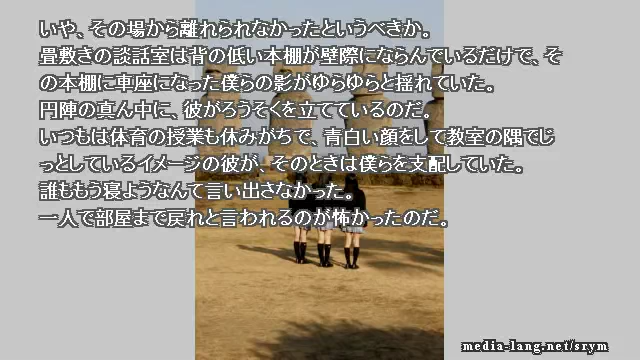 いや、その場から離れられなかったというべきか。
畳敷きの談話室は背の低い本棚が壁際にならんでいるだけで、そ
の本棚に車座になった僕らの影がゆらゆらと揺れていた。
円陣の真ん中に、彼がろうそくを立てているのだ。
いつもは体育の授業も休みがちで、青白い顔をして教室の隅でじ
っとしているイメージの彼が、そのときは僕らを支配していた。
誰ももう寝ようなんて言い出さなかった。
一人で部屋まで戻れと言われるのが怖かったのだ。
media-lang.net/srym